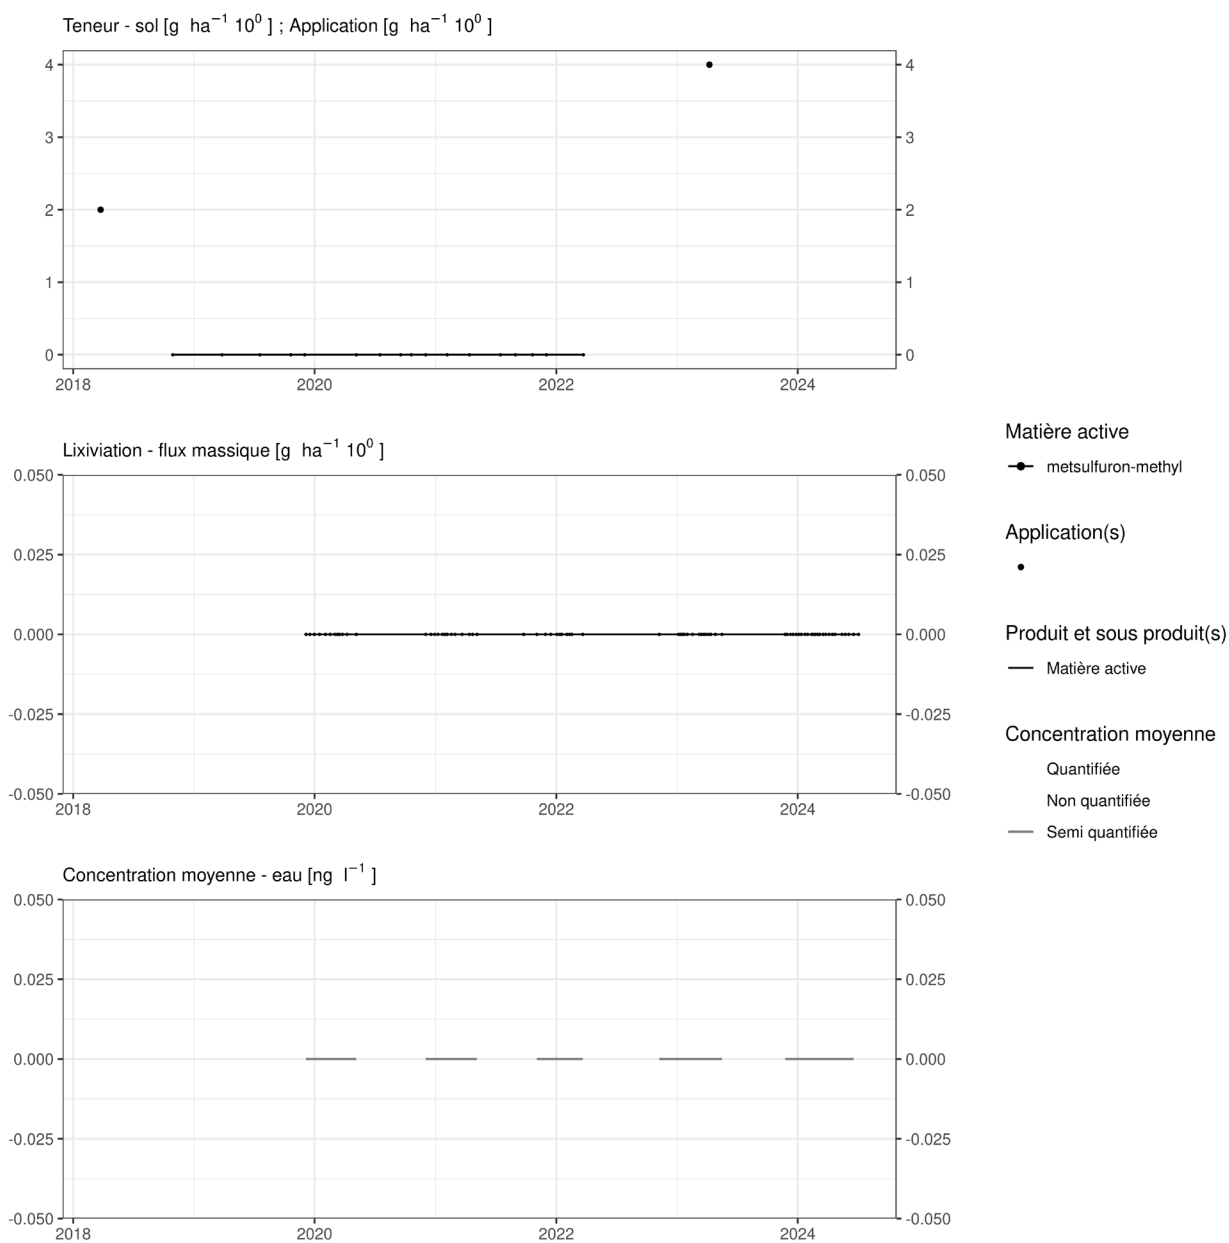 Teneur - sol [g ha⁻¹ 10⁰ ] ; Application [g ha⁻¹ 10⁰ ]
4 4
3 3
2 2
1 1
0 0
2018 2020 2022 2024
Lixiviation - flux massique [g ha⁻¹ 10⁰ ]
0.050 0.050
0.025 0.025
0.000 0.000
-0.025 -0.025
-0.050 -0.050
2018 2020 2022 2024
Concentration moyenne - eau [ng l⁻¹ ]
0.050 0.050
0.025 0.025
0.000 0.000
-0.025 -0.025
-0.050 -0.050
2018 2020 2022 2024
Matière active
metsulfuron-methyl
Application(s)
Produit et sous produit(s)
Matière active
Concentration moyenne
Quantifiée
Non quantifiée
Semi quantifiée